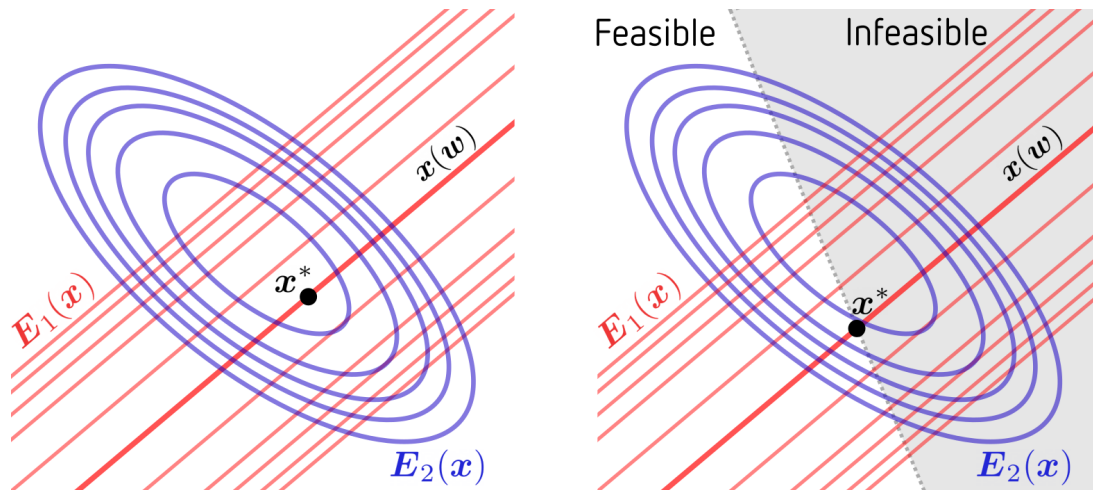 x(w)
x*
E₁(x)
E₂(x)
Feasible
Infeasible
x(w)
x*
E₁(x)
E₂(x)